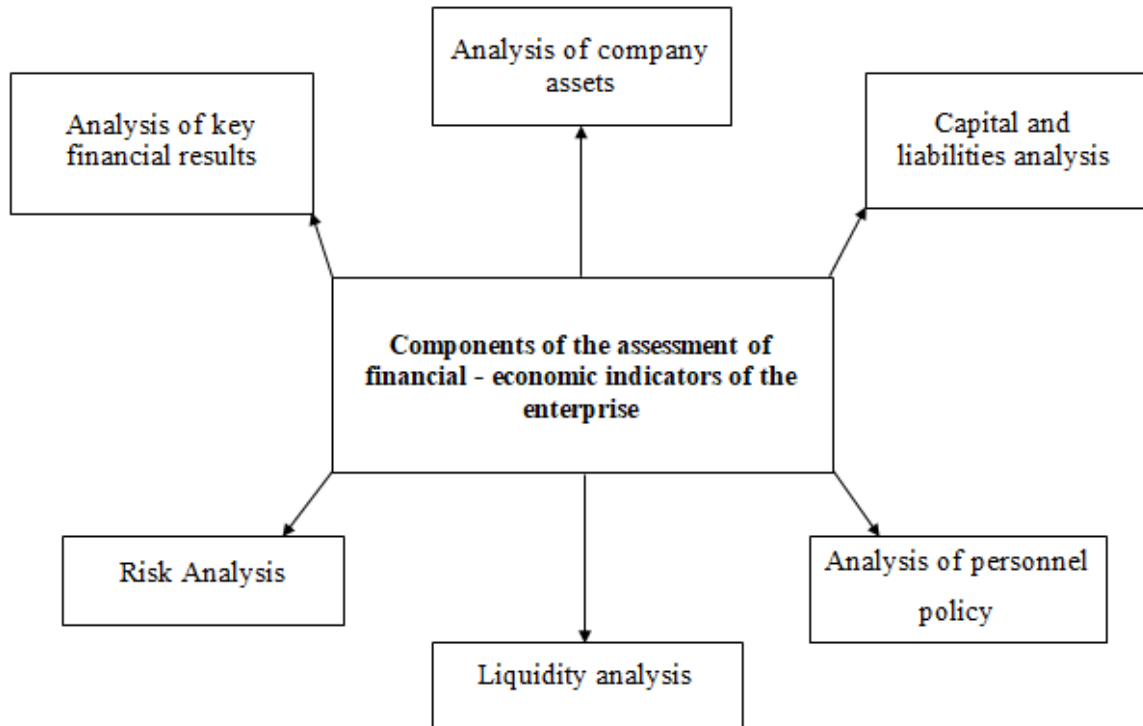 Analysis of company
assets
Analysis of key
financial results
Capital and
liabilities analysis
Components of the assessment of
financial - economic indicators of the
enterprise
Risk Analysis
Analysis of personnel
policy
Liquidity analysis